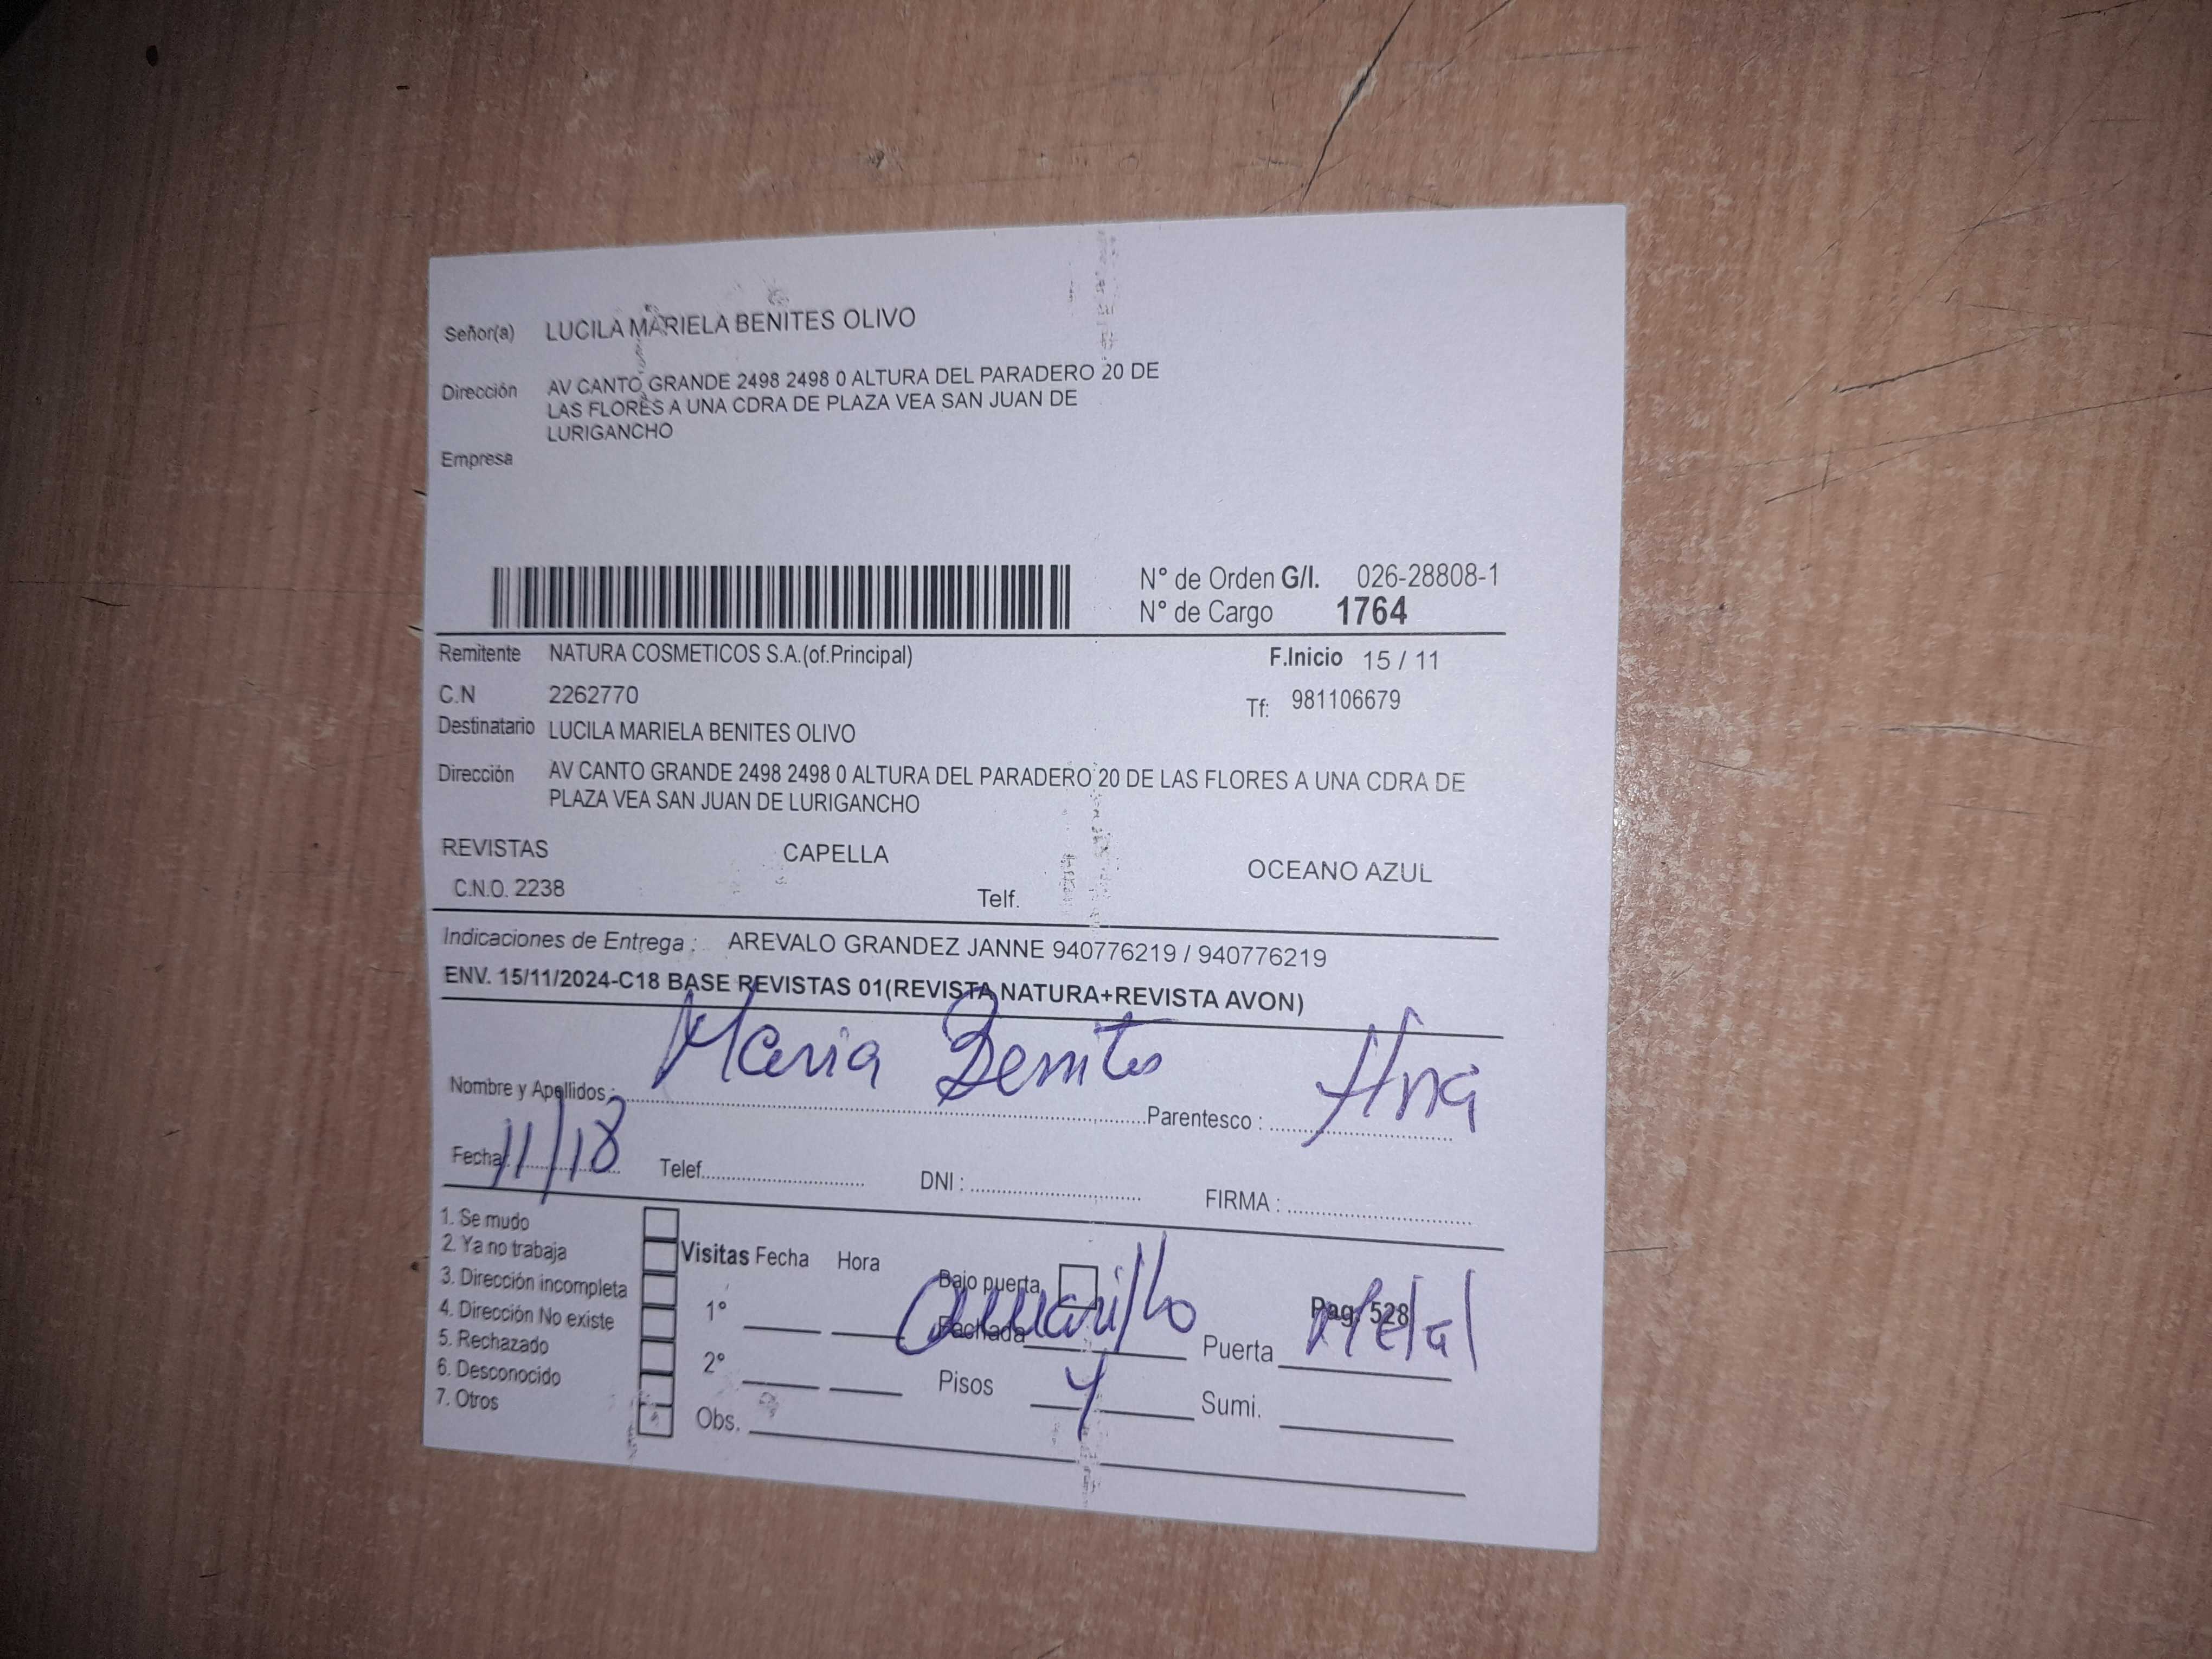 Señor(a) LUCILA MARIELA BENITES OLIVO
Dirección AV CANTO GRANDE 2498 2498 0 ALTURA DEL PARADERO 20 DE
LAS FLORES A UNA CDRA DE PLAZA VEA SAN JUAN DE
LURIGANCHO
Empresa
N° de Orden G/I. 026-28808-1
N° de Cargo 1764
Remitente NATURA COSMETICOS S.A.(of.Principal) F.Inicio 15 / 11
C.N 2262770 Tf: 981106679
Destinatario LUCILA MARIELA BENITES OLIVO
Dirección AV CANTO GRANDE 2498 2498 0 ALTURA DEL PARADERO 20 DE LAS FLORES A UNA CDRA DE
PLAZA VEA SAN JUAN DE LURIGANCHO
REVISTAS CAPELLA OCEANO AZUL
C.N.O. 2238 Telf.
Indicaciones de Entrega : AREVALO GRANDEZ JANNE 940776219 / 940776219
ENV. 15/11/2024-C18 BASE REVISTAS 01(REVISTA NATURA+REVISTA AVON)
Nombre y Apellidos : Maria Benites Parentesco :
Fecha: 11/18 Telef. DNI : FIRMA :
1. Se mudo
2. Ya no trabaja Visitas Fecha Hora Bajo puerta
3. Dirección incompleta 1° Fachada amarillo Puerta Metal Pag. 528
4. Dirección No existe
5. Rechazado 2° Pisos 4 Sumi.
6. Desconocido
7. Otros Obs.